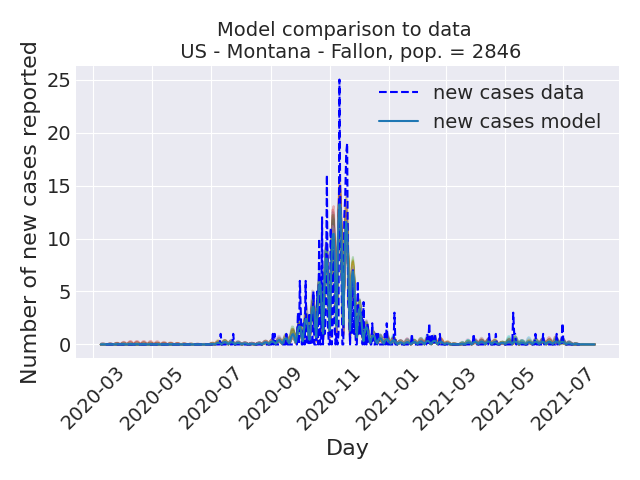 Model comparison to data
US - Montana - Fallon, pop. = 2846
Number of new cases reported
25
20
15
10
5
0
new cases data
new cases model
2020-03
2020-05
2020-07
2020-09
2020-11
2021-01
2021-03
2021-05
2021-07
Day